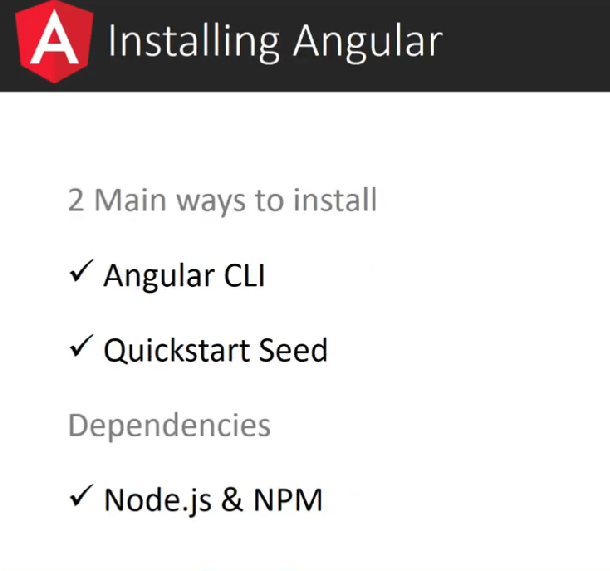 Installing Angular
2 Main ways to install
✓ Angular CLI
✓ Quickstart Seed
Dependencies
✓ Node.js & NPM